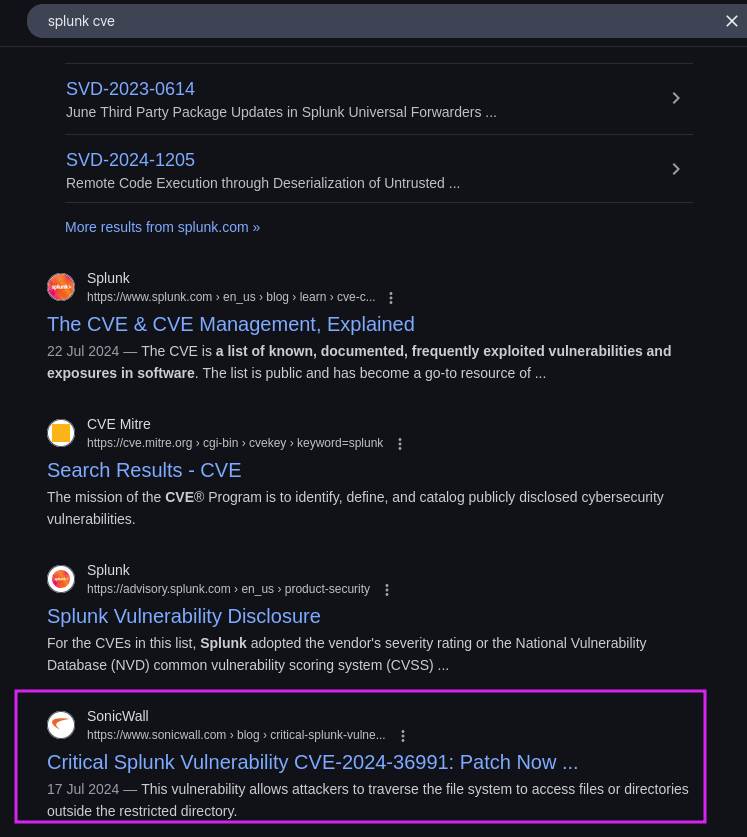 splunk cve
SVD-2023-0614
June Third Party Package Updates in Splunk Universal Forwarders ...
SVD-2024-1205
Remote Code Execution through Deserialization of Untrusted ...
More results from splunk.com »
Splunk
https://www.splunk.com › en_us › blog › learn › cve-c...
The CVE & CVE Management, Explained
22 Jul 2024 — The CVE is a list of known, documented, frequently exploited vulnerabilities and
exposures in software. The list is public and has become a go-to resource of ...
CVE Mitre
https://cve.mitre.org › cgi-bin › cvekey › keyword=splunk
Search Results - CVE
The mission of the CVE® Program is to identify, define, and catalog publicly disclosed cybersecurity
vulnerabilities.
Splunk
https://advisory.splunk.com › en_us › product-security
Splunk Vulnerability Disclosure
For the CVEs in this list, Splunk adopted the vendor's severity rating or the National Vulnerability
Database (NVD) common vulnerability scoring system (CVSS) ...
SonicWall
https://www.sonicwall.com › blog › critical-splunk-vulne...
Critical Splunk Vulnerability CVE-2024-36991: Patch Now ...
17 Jul 2024 — This vulnerability allows attackers to traverse the file system to access files or directories
outside the restricted directory.